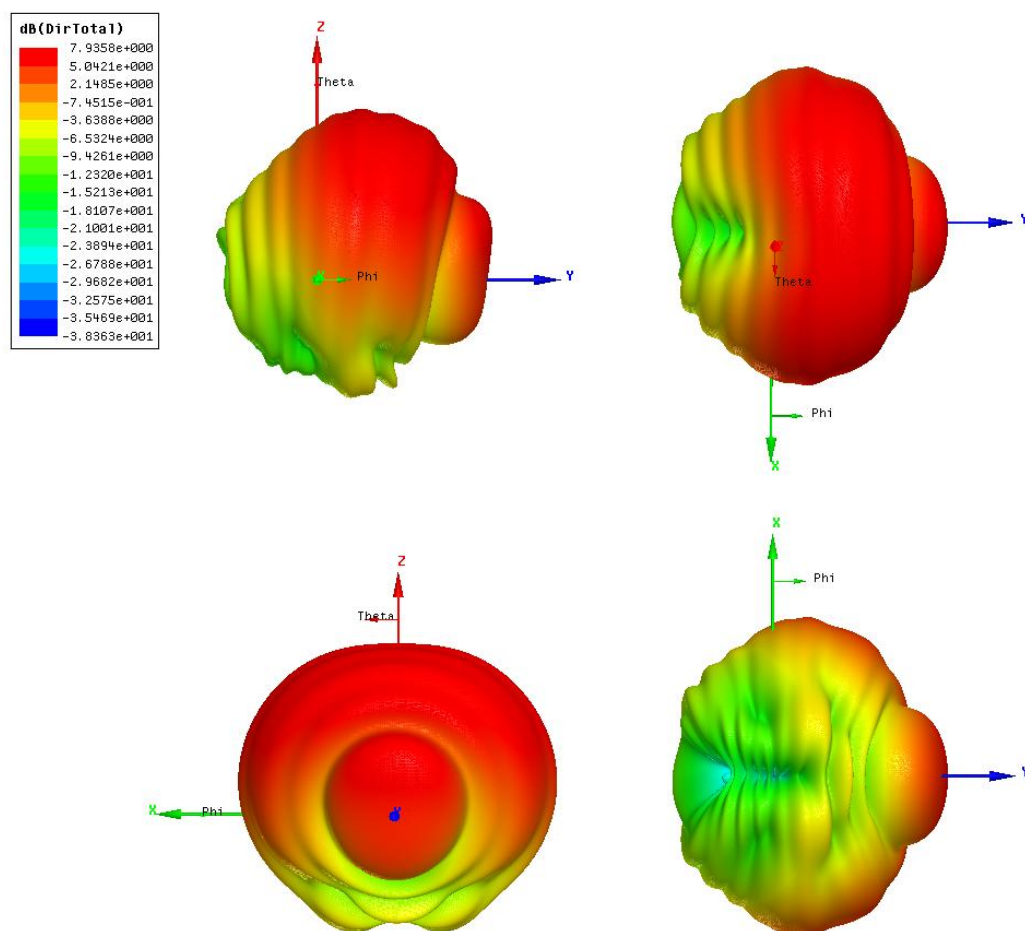 dB(DirTotal)
7.9358e+000
5.0421e+000
2.1485e+000
-7.4515e-001
-3.6388e+000
-6.5324e+000
-9.4261e+000
-1.2320e+001
-1.5213e+001
-1.8107e+001
-2.1001e+001
-2.3894e+001
-2.6788e+001
-2.9682e+001
-3.2575e+001
-3.5469e+001
-3.8363e+001
Z
Theta
X
Phi
Y
Y
Theta
Phi
X
Z
Theta
X
Phi
Y
X
Phi
Y